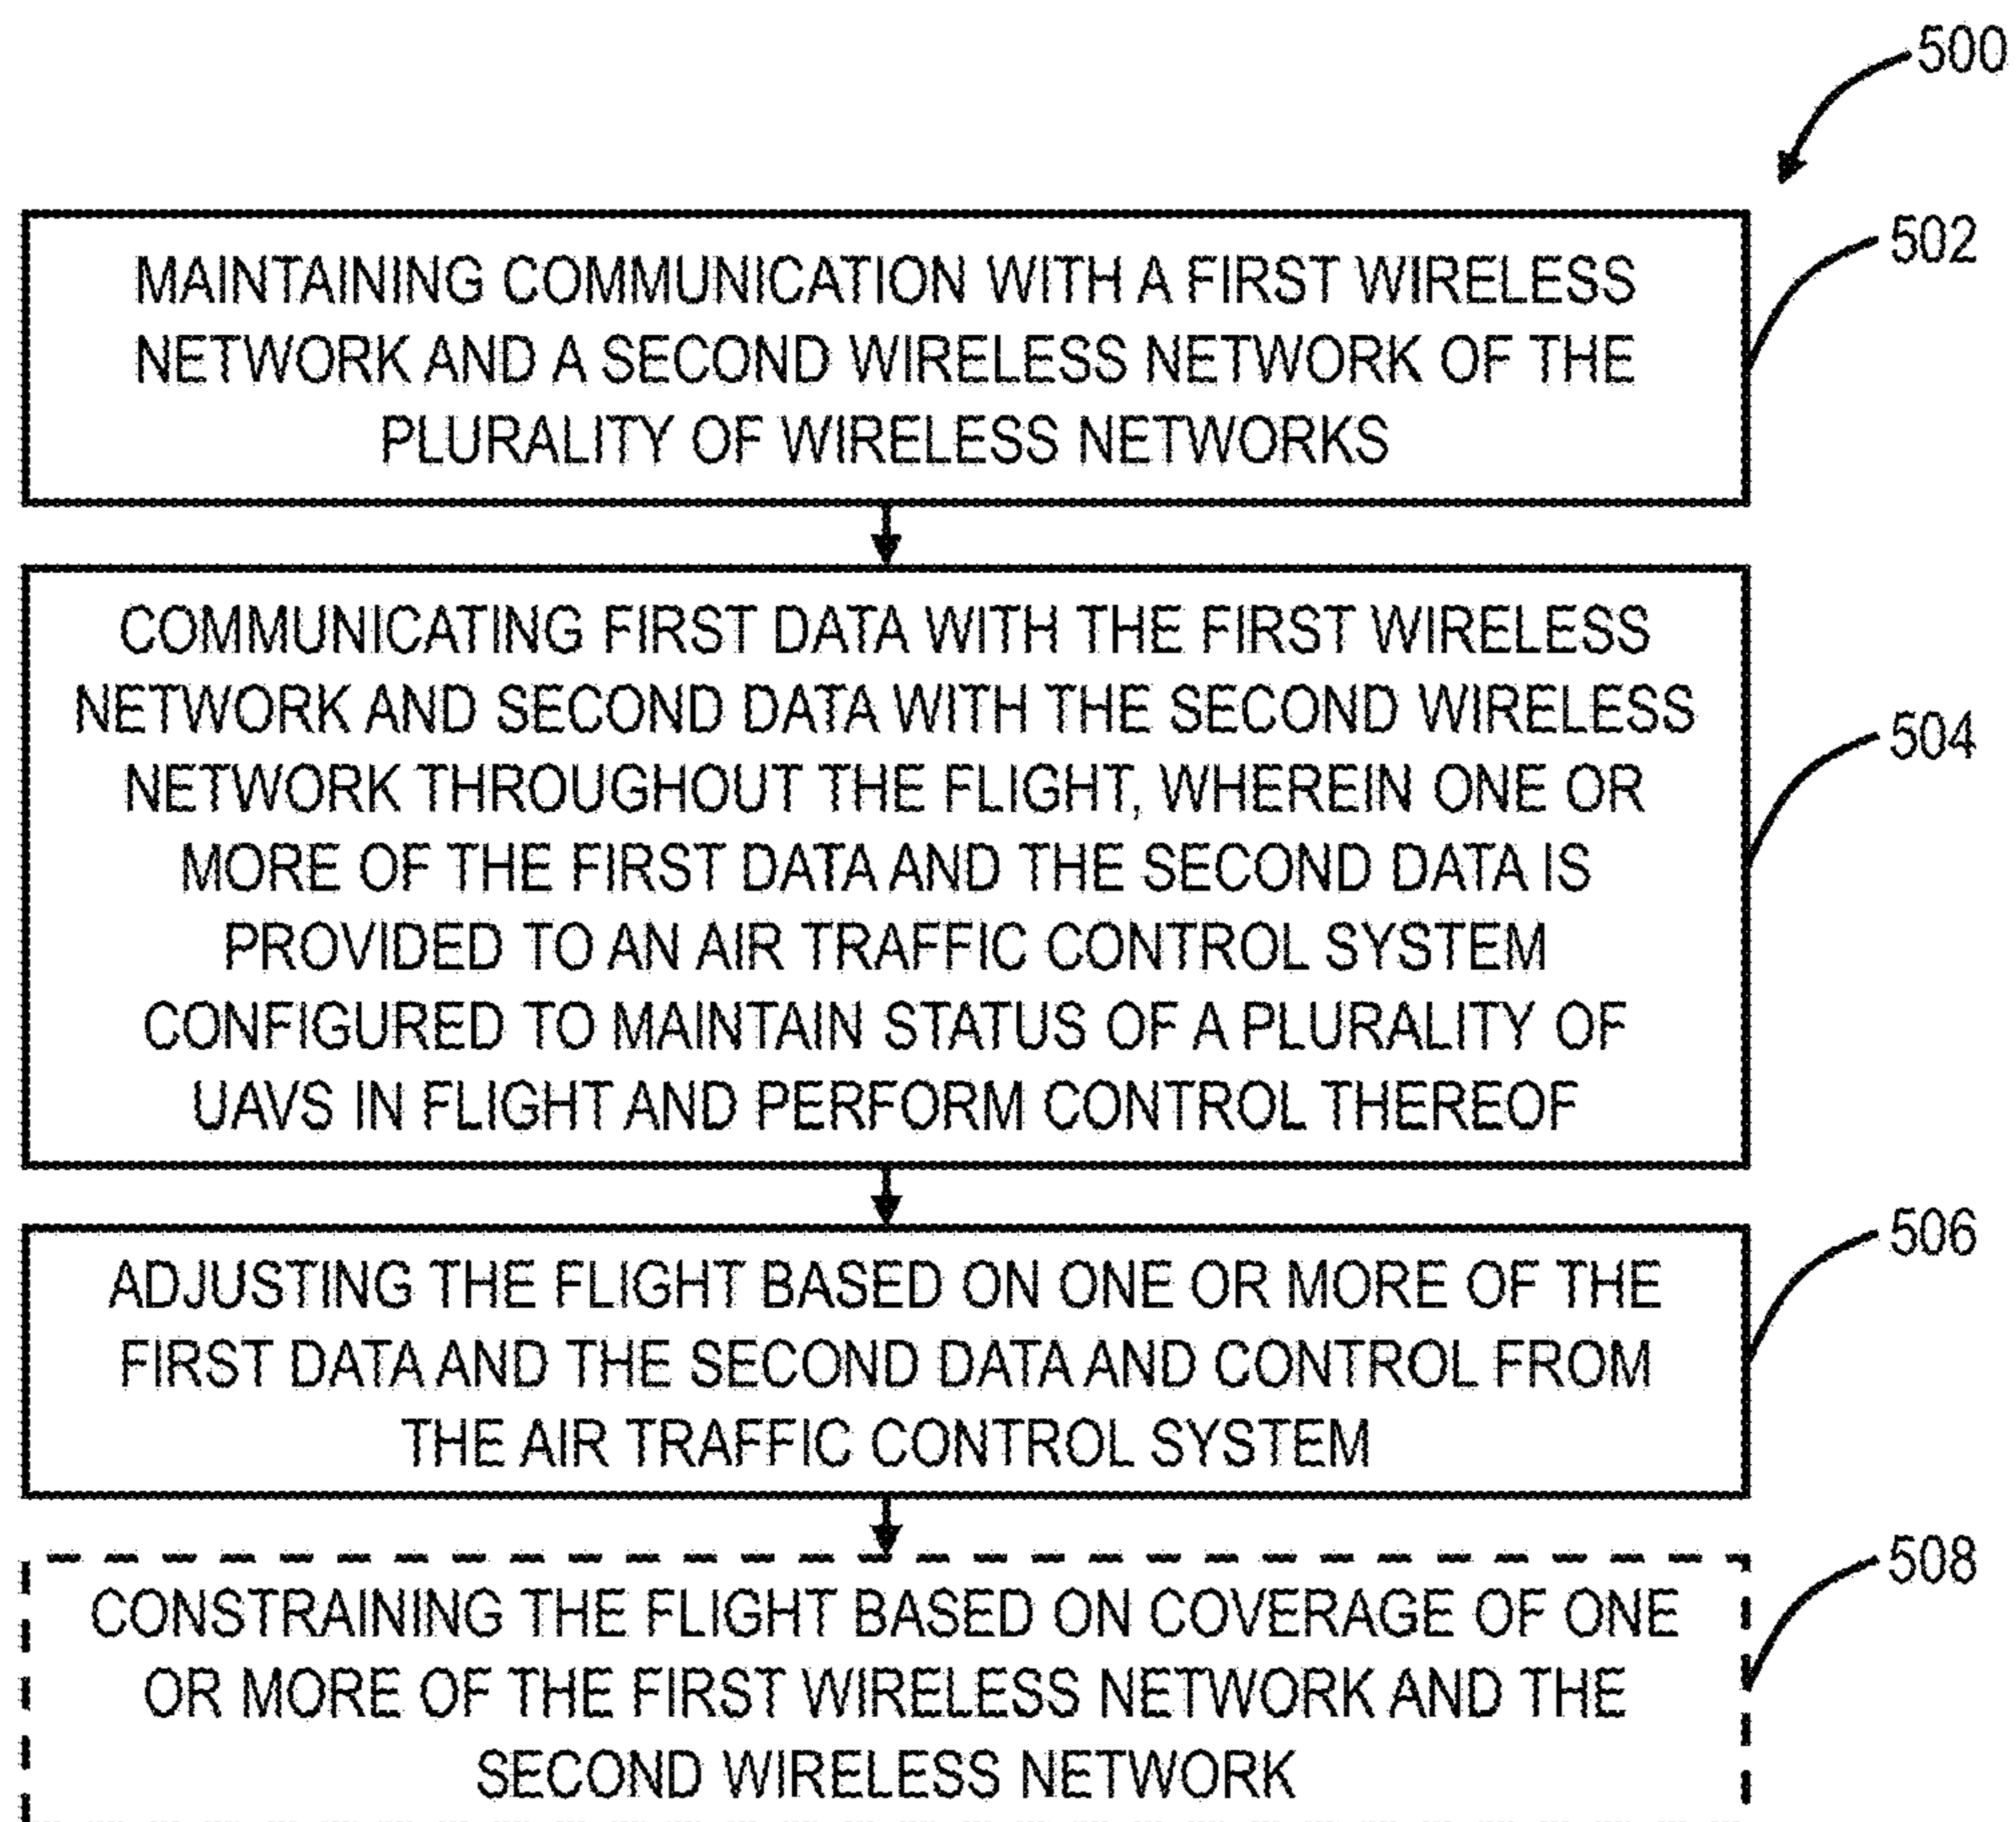 500
502
MAINTAINING COMMUNICATION WITH A FIRST WIRELESS
NETWORK AND A SECOND WIRELESS NETWORK OF THE
PLURALITY OF WIRELESS NETWORKS
504
COMMUNICATING FIRST DATA WITH THE FIRST WIRELESS
NETWORK AND SECOND DATA WITH THE SECOND WIRELESS
NETWORK THROUGHOUT THE FLIGHT, WHEREIN ONE OR
MORE OF THE FIRST DATA AND THE SECOND DATA IS
PROVIDED TO AN AIR TRAFFIC CONTROL SYSTEM
CONFIGURED TO MAINTAIN STATUS OF A PLURALITY OF
UAVS IN FLIGHT AND PERFORM CONTROL THEREOF
506
ADJUSTING THE FLIGHT BASED ON ONE OR MORE OF THE
FIRST DATA AND THE SECOND DATA AND CONTROL FROM
THE AIR TRAFFIC CONTROL SYSTEM
508
CONSTRAINING THE FLIGHT BASED ON COVERAGE OF ONE
OR MORE OF THE FIRST WIRELESS NETWORK AND THE
SECOND WIRELESS NETWORK